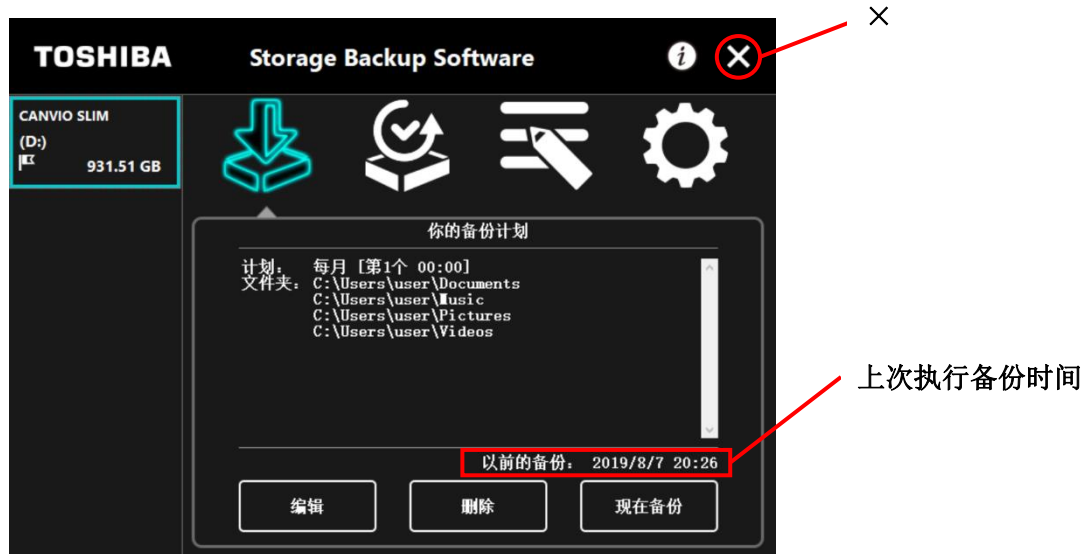 ×
TOSHIBA Storage Backup Software i ×
CANVIO SLIM
(D:)
931.51 GB
你的备份计划
计划: 每月 [第1个 00:00]
文件夹: C:\Users\user\Documents
C:\Users\user\Music
C:\Users\user\Pictures
C:\Users\user\Videos
上次执行备份时间
以前的备份: 2019/8/7 20:26
编辑 删除 现在备份